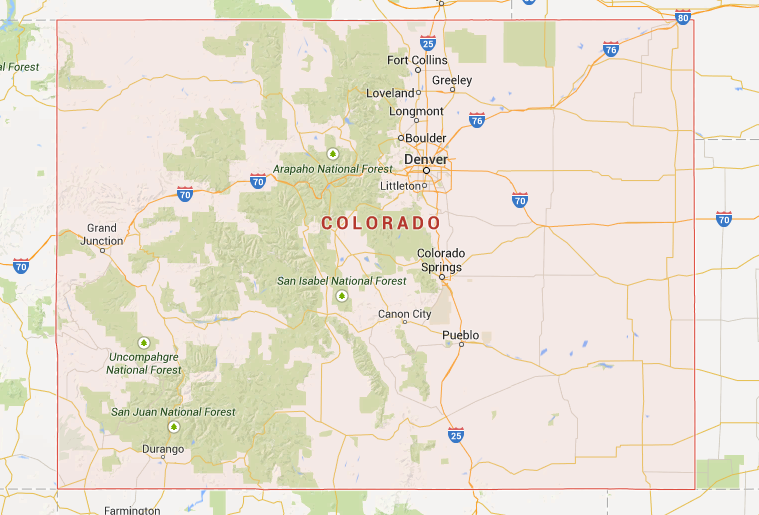 80
25
76
Fort Collins
al Forest
Greeley
Loveland
Longmont
76
Boulder
Denver
Arapaho National Forest
70
70
Littleton
70
70
COLORADO
Grand
Junction
Colorado
Springs
70
San Isabel National Forest
Canon City
Pueblo
Uncompahgre
National Forest
San Juan National Forest
25
Durango
Farmington